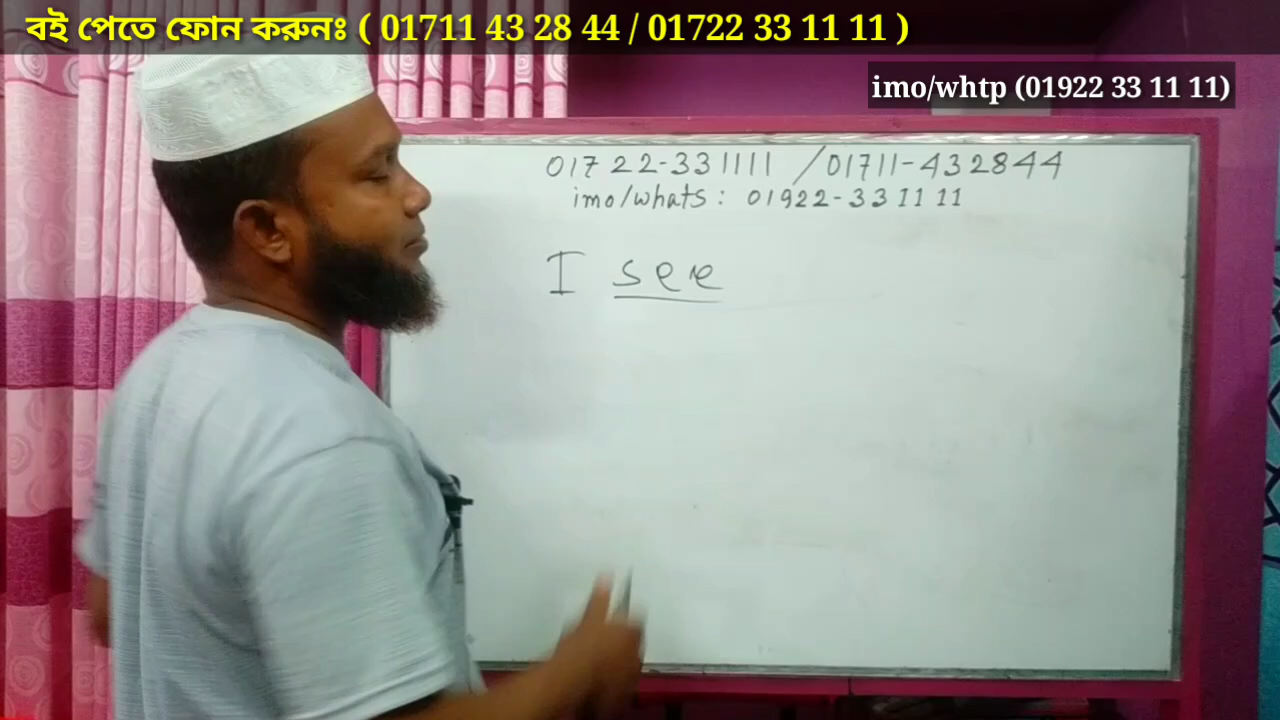 বই পেতে ফোন করুনঃ ( 01711 43 28 44 / 01722 33 11 11 )
imo/whtp (01922 33 11 11)
01722-331111 /01711-432844
imo/whats: 01922-331111
I see